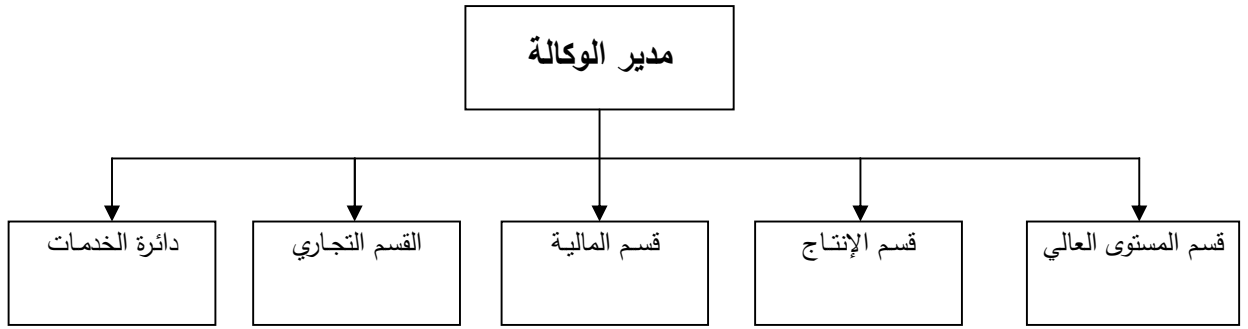 مدير الوكالة
قسم المستوى العالي
قسم الإنتاج
قسم المالية
القسم التجاري
دائرة الخدمات